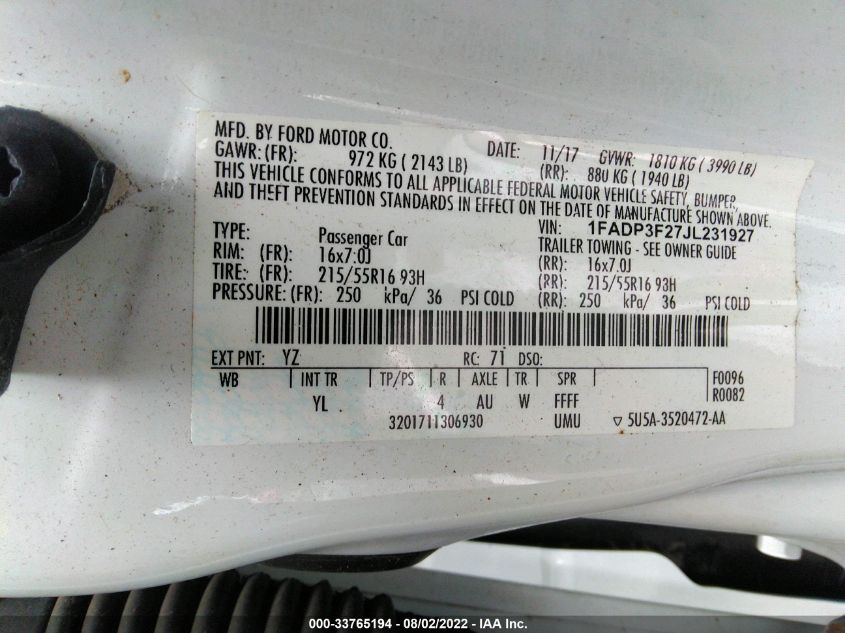 MFD. BY FORD MOTOR CO.
DATE: 11/17 GVWR: 1810 KG ( 3990 LB)
GAWR: (FR): 972 KG ( 2143 LB) (RR): 880 KG ( 1940 LB)
THIS VEHICLE CONFORMS TO ALL APPLICABLE FEDERAL MOTOR VEHICLE SAFETY, BUMPER,
AND THEFT PREVENTION STANDARDS IN EFFECT ON THE DATE OF MANUFACTURE SHOWN ABOVE.
VIN: 1FADP3F27JL231927
TYPE: Passenger Car TRAILER TOWING - SEE OWNER GUIDE
RIM: (FR): 16x7.0J (RR): 16x7.0J
TIRE: (FR): 215/55R16 93H (RR): 215/55R16 93H
PRESSURE: (FR): 250 kPa/ 36 PSI COLD (RR): 250 kPa/ 36 PSI COLD
EXT PNT: YZ RC: 71 DSO:
WB INT TR TP/PS R AXLE TR SPR F0096
R0082
YL 4 AU W FFFF
3201711306930 UMU ▽ 5U5A-3520472-AA
000-33765194 - 08/02/2022 - IAA Inc.